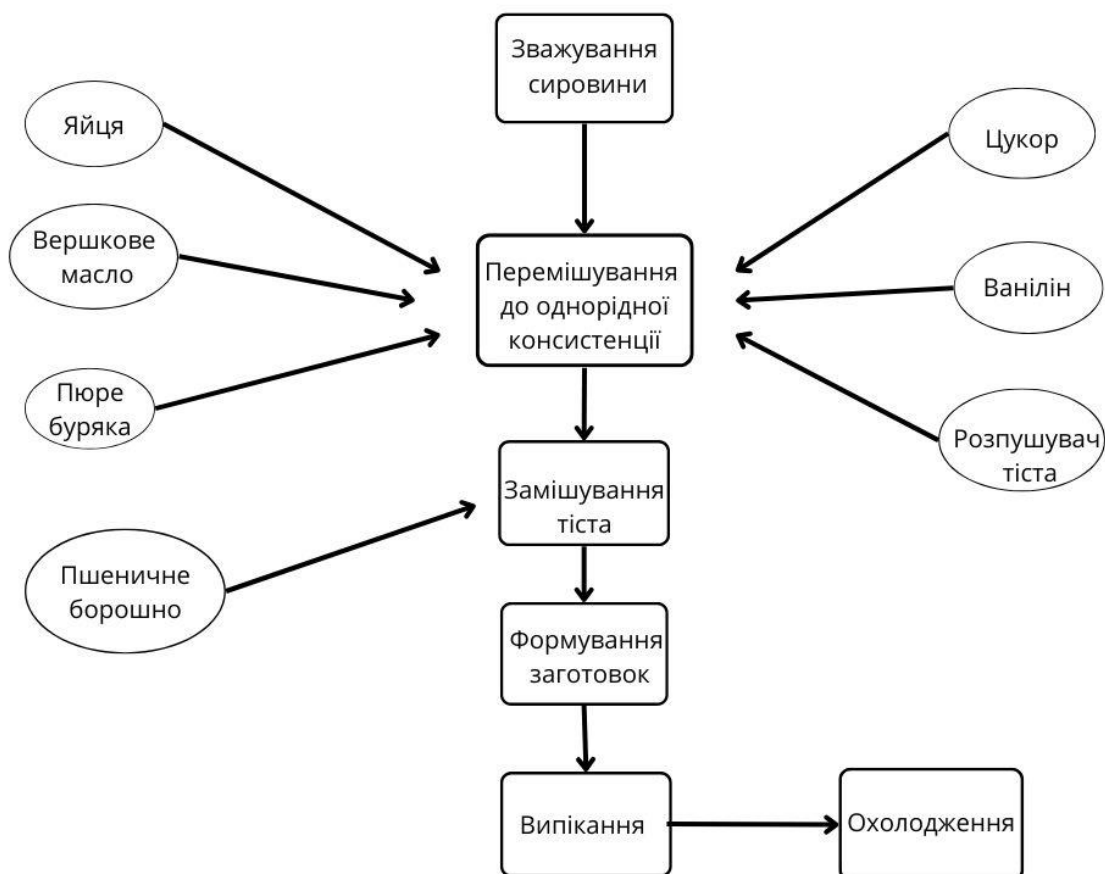 Зважування
сировини
Яйця
Цукор
Вершкове
масло
Перемішування
до однорідної
консистенції
Ванілін
Пюре
буряка
Розпушувач
тіста
Замішування
тіста
Пшеничне
борошно
Формування
заготовок
Випікання
Охолодження